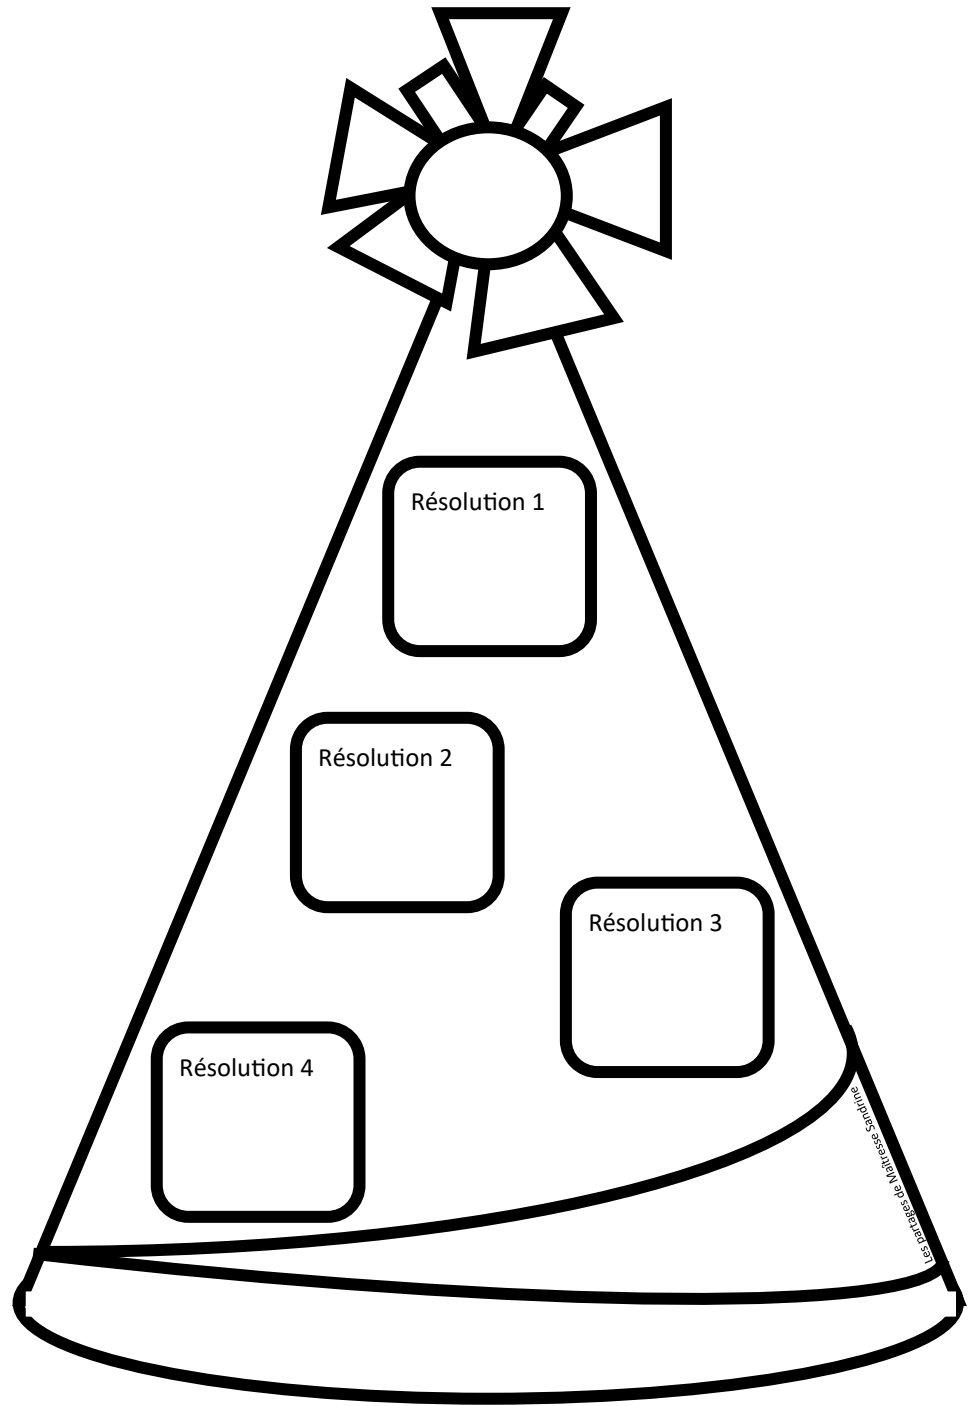 Résolution 1
Résolution 2
Résolution 3
Résolution 4
Les partages de Maîtresse Sandrine